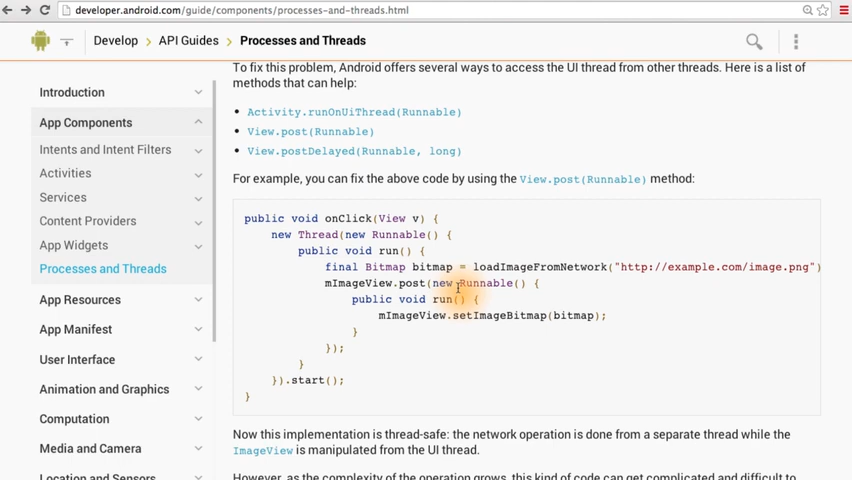 developer.android.com/guide/components/processes-and-threads.html
Develop > API Guides > Processes and Threads
Introduction
App Components
Intents and Intent Filters
Activities
Services
Content Providers
App Widgets
Processes and Threads
App Resources
App Manifest
User Interface
Animation and Graphics
Computation
Media and Camera
Location and Sensors
To fix this problem, Android offers several ways to access the UI thread from other threads. Here is a list of
methods that can help:
• Activity.runOnUiThread(Runnable)
• View.post(Runnable)
• View.postDelayed(Runnable, long)
For example, you can fix the above code by using the View.post(Runnable) method:
public void onClick(View v) {
new Thread(new Runnable() {
public void run() {
final Bitmap bitmap = loadImageFromNetwork("http://example.com/image.png")
mImageView.post(new Runnable() {
public void run() {
mImageView.setImageBitmap(bitmap);
}
});
}
}).start();
}
Now this implementation is thread-safe: the network operation is done from a separate thread while the
ImageView is manipulated from the UI thread.
However, as the complexity of the operation grows, this kind of code can get complicated and difficult to